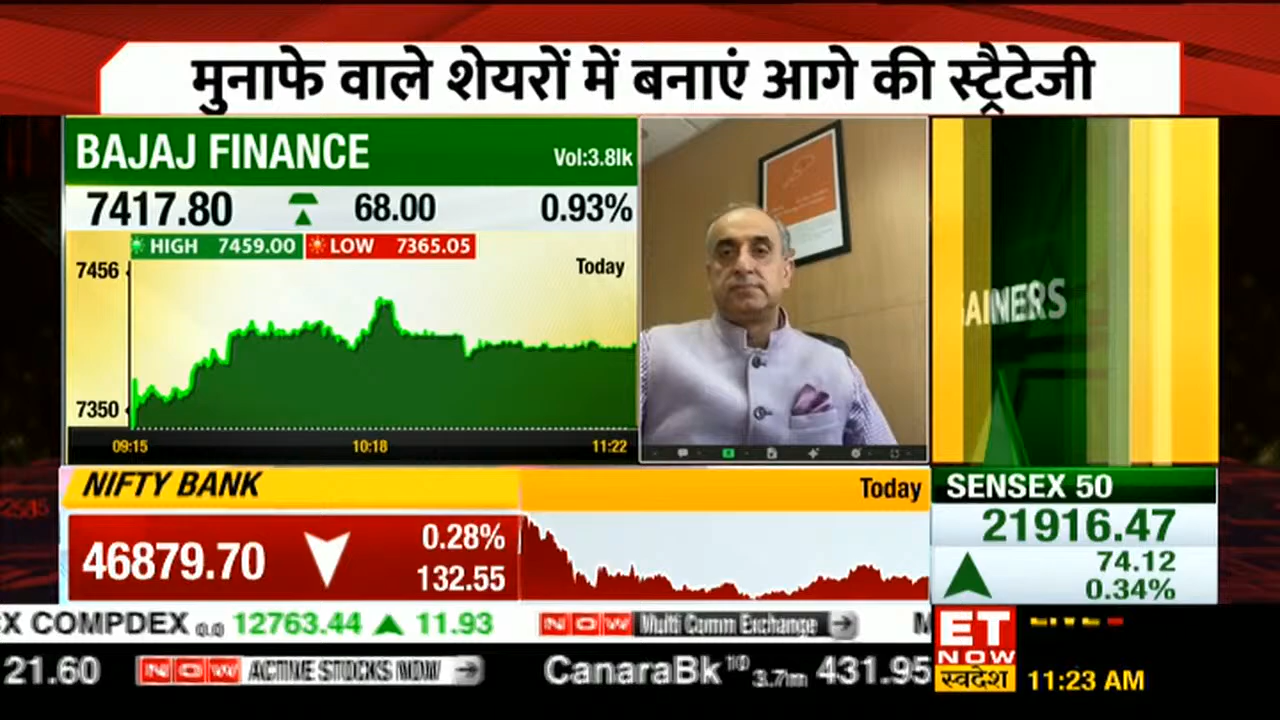 मुनाफे वाले शेयरों में बनाएं आगे की स्ट्रैटेजी
BAJAJ FINANCE
Vol:3.8lk
7417.80 68.00 0.93%
HIGH 7459.00 LOW 7365.05
Today
7456
7350
09:15 10:18 11:22
GAINERS
NIFTY BANK
Today
46879.70
0.28%
132.55
SENSEX 50
21916.47
74.12
0.34%
X COMPDEX (Q,Q) 12763.44 11.93 NOW Multi Comm Exchange M
21.60 NOW ACTIVE STOCKS NOW CanaraBk 3.7mn 431.95
ET
NOW
स्वदेश
LIVE
11:23 AM